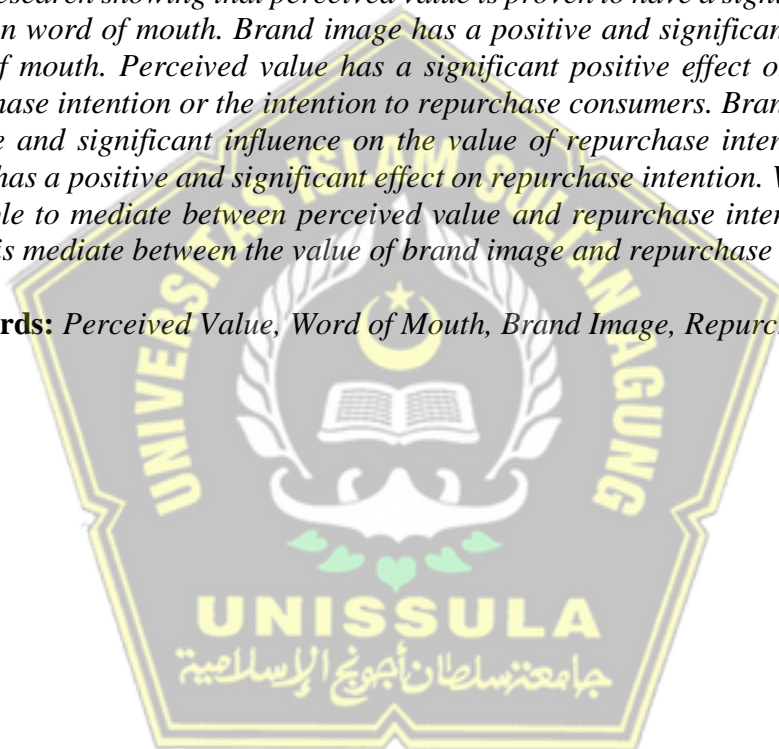 esearch showing that perceived value is proven to have a signi
n word of mouth. Brand image has a positive and significan
f mouth. Perceived value has a significant positive effect o
hase intention or the intention to repurchase consumers. Bran
e and significant influence on the value of repurchase inter
has a positive and significant effect on repurchase intention. V
ble to mediate between perceived value and repurchase inter
is mediate between the value of brand image and repurchase
rds: Perceived Value, Word of Mouth, Brand Image, Repurch
UNIVERSITAS ISLAM SULTAN AGUNG
UNISSULA
جامعة سلطان أجونج الإسلامية